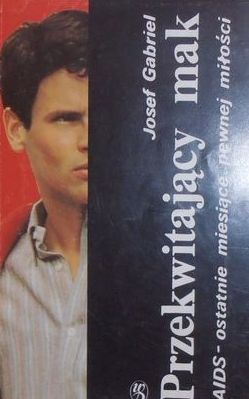 Josef Gabriel
Przekwitający mak
AIDS - ostatnie miesiące pewnej miłości